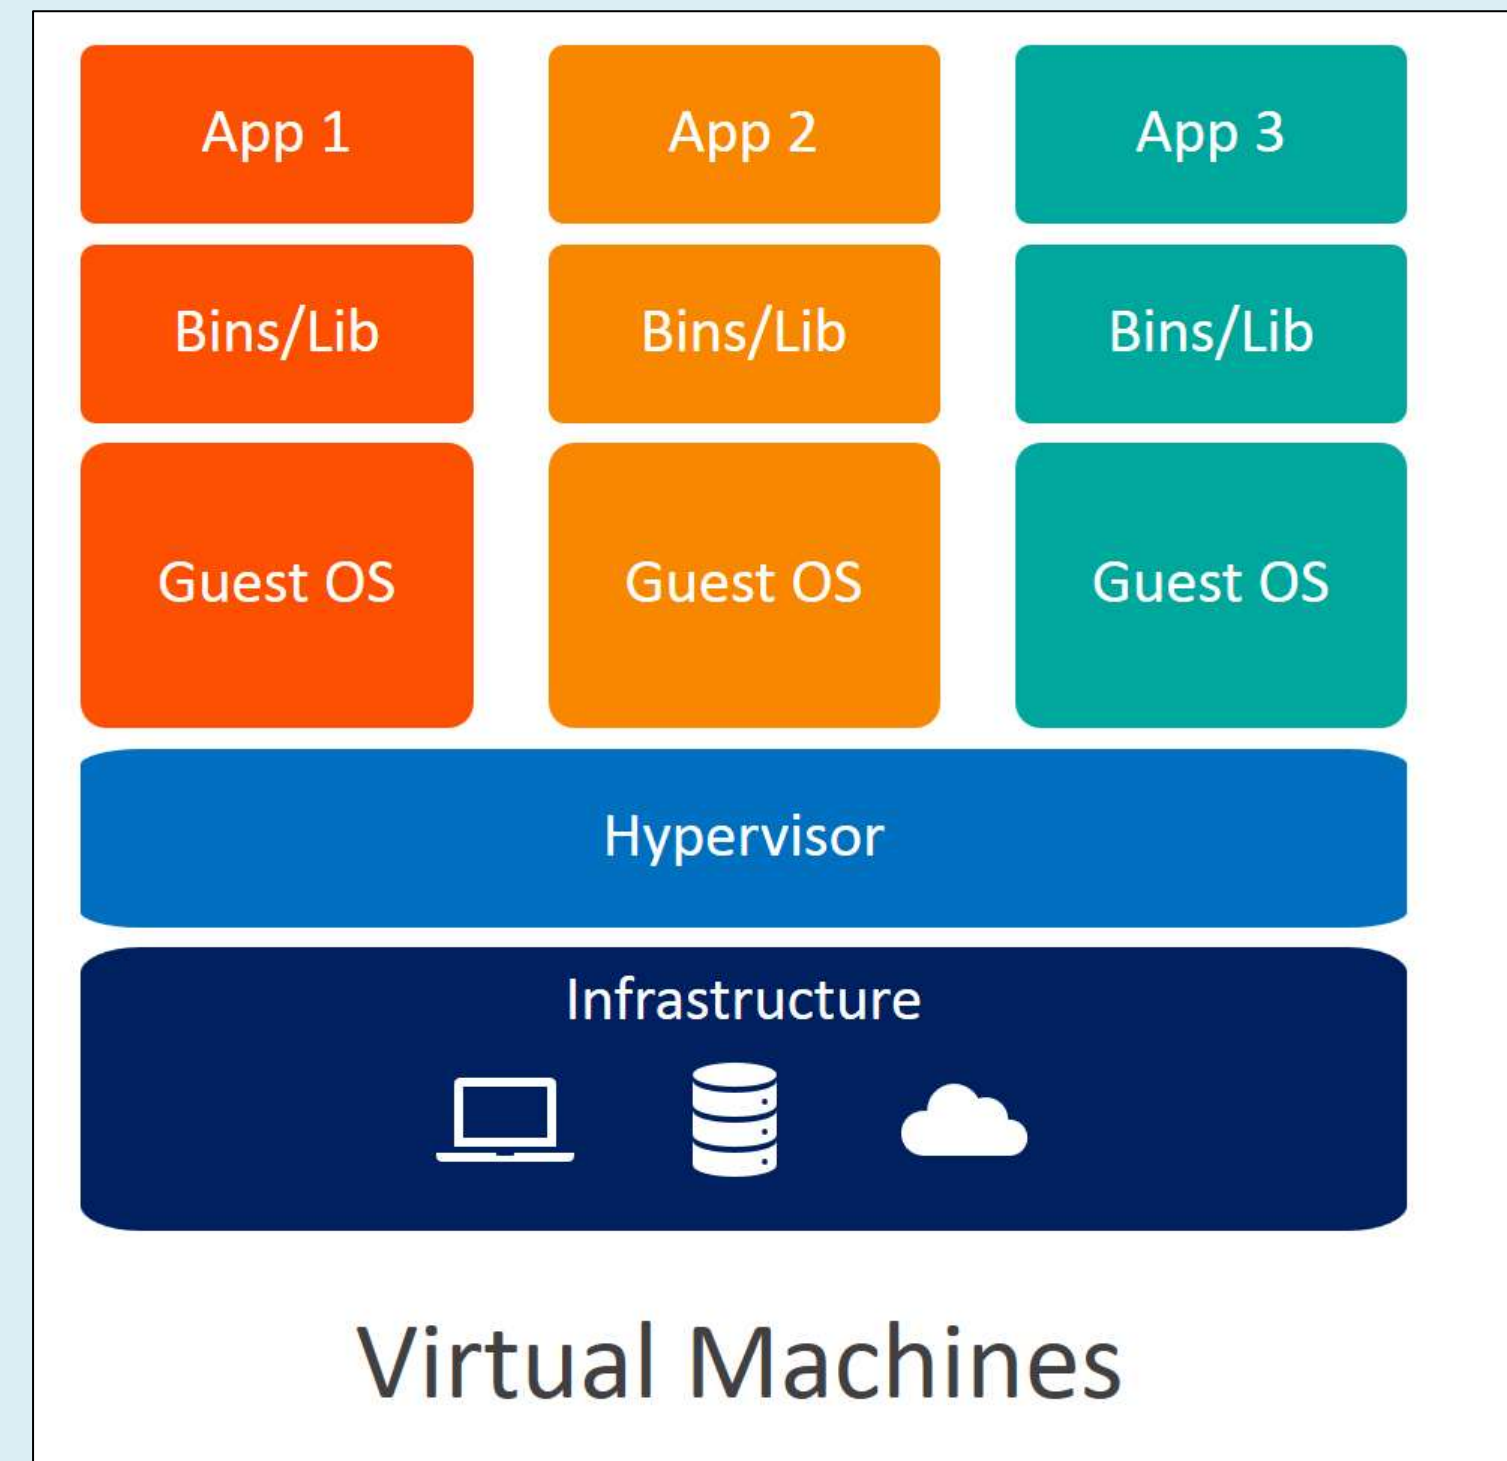 App 1
App 2
App 3
Bins/Lib
Bins/Lib
Bins/Lib
Guest OS
Guest OS
Guest OS
Hypervisor
Infrastructure
Virtual Machines